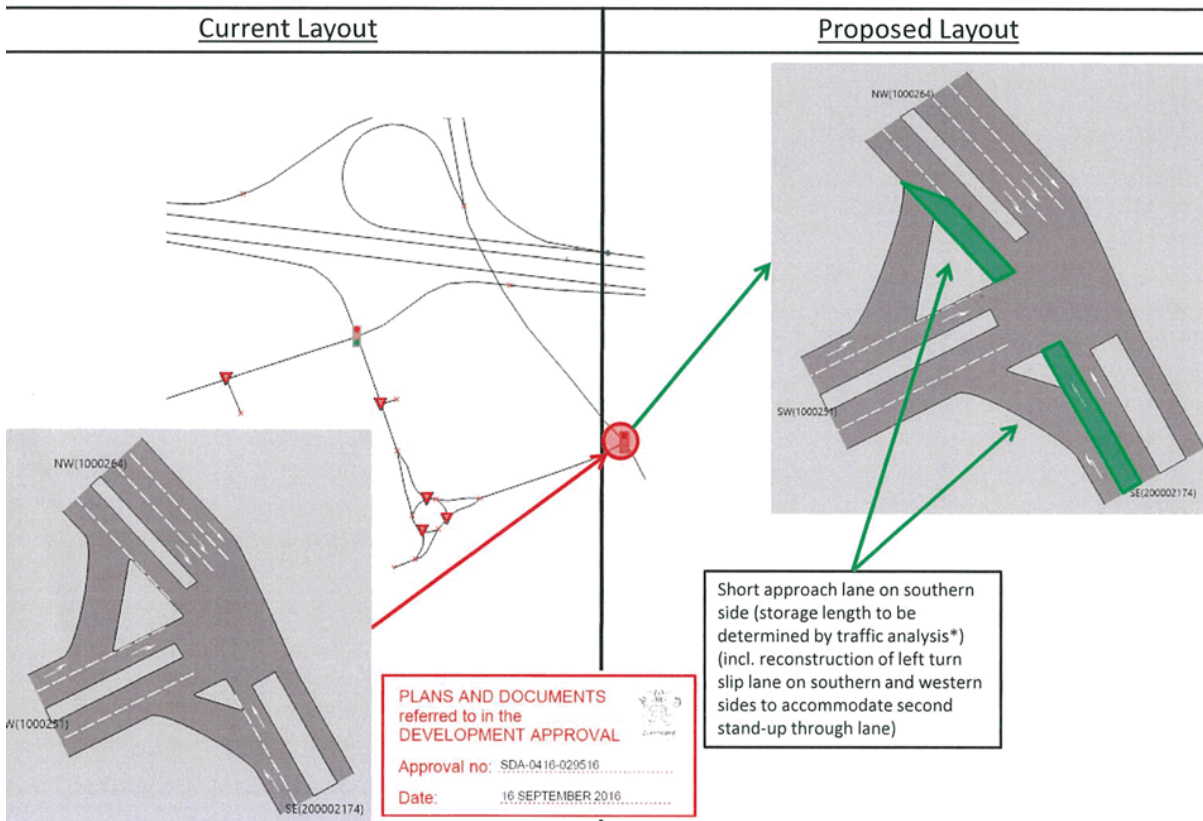 Current Layout
Proposed Layout
NW(1000264)
SW(1000251)
SE(200002174)
NW(1000264)
W(1000251)
SE(200002174)
Short approach lane on southern
side (storage length to be
determined by traffic analysis*)
(incl. reconstruction of left turn
slip lane on southern and western
sides to accommodate second
stand-up through lane)
PLANS AND DOCUMENTS
referred to in the
DEVELOPMENT APPROVAL
Queensland
Approval no: SDA-0416-029516
Date: 16 SEPTEMBER 2016